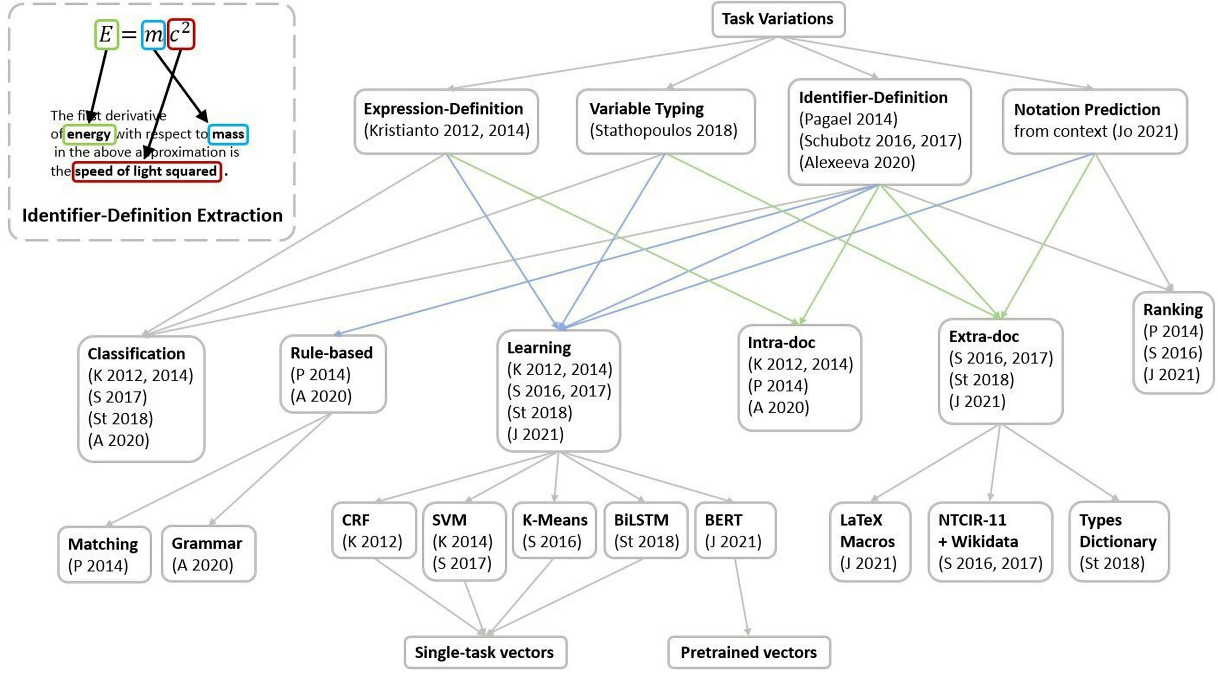 E = mc²
The first derivative
of energy with respect to mass
in the above approximation is
the speed of light squared .
Identifier-Definition Extraction
Task Variations
Expression-Definition
(Kristianto 2012, 2014)
Variable Typing
(Stathopoulos 2018)
Identifier-Definition
(Pagael 2014)
(Schubotz 2016, 2017)
(Alexeeva 2020)
Notation Prediction
from context (Jo 2021)
Classification
(K 2012, 2014)
(S 2017)
(St 2018)
(A 2020)
Rule-based
(P 2014)
(A 2020)
Learning
(K 2012, 2014)
(S 2016, 2017)
(St 2018)
(J 2021)
Intra-doc
(K 2012, 2014)
(P 2014)
(A 2020)
Extra-doc
(S 2016, 2017)
(St 2018)
(J 2021)
Ranking
(P 2014)
(S 2016)
(J 2021)
Matching
(P 2014)
Grammar
(A 2020)
CRF
(K 2012)
SVM
(K 2014)
(S 2017)
K-Means
(S 2016)
BiLSTM
(St 2018)
BERT
(J 2021)
LaTeX
Macros
(J 2021)
NTCIR-11
+ Wikidata
(S 2016, 2017)
Types
Dictionary
(St 2018)
Single-task vectors
Pretrained vectors